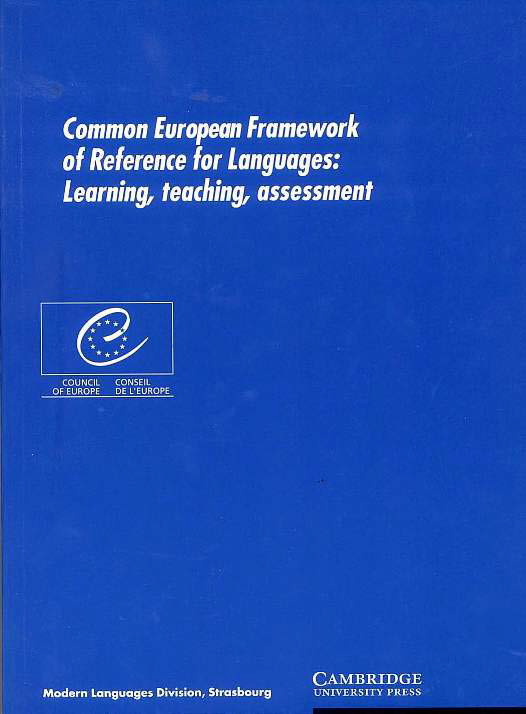 Common European Framework
of Reference for Languages:
Learning, teaching, assessment
COUNCIL CONSEIL
OF EUROPE DE L'EUROPE
Modern Languages Division, Strasbourg
CAMBRIDGE
UNIVERSITY PRESS